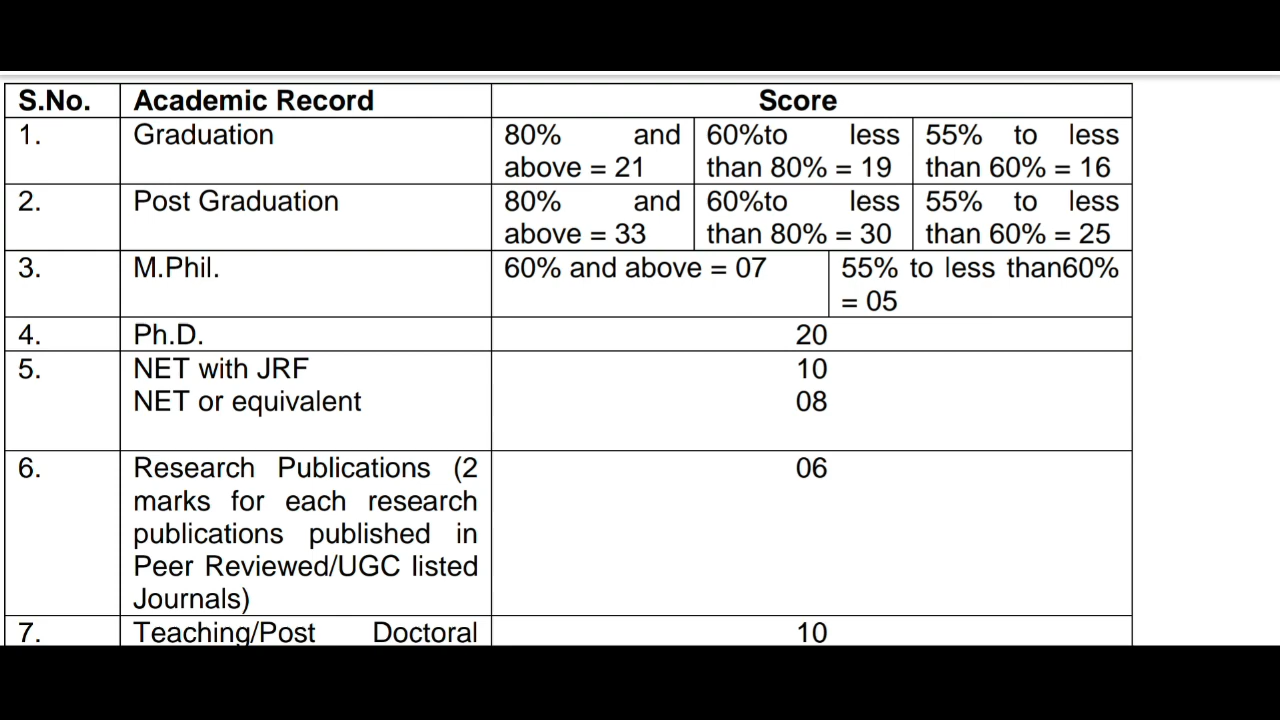 S.No. Academic Record Score
1. Graduation 80% and above = 21 60%to less than 80% = 19 55% to less than 60% = 16
2. Post Graduation 80% and above = 33 60%to less than 80% = 30 55% to less than 60% = 25
3. M.Phil. 60% and above = 07 55% to less than60% = 05
4. Ph.D. 20
5. NET with JRF 10
NET or equivalent 08
6. Research Publications (2 06
marks for each research
publications published in
Peer Reviewed/UGC listed
Journals)
7. Teaching/Post Doctoral 10